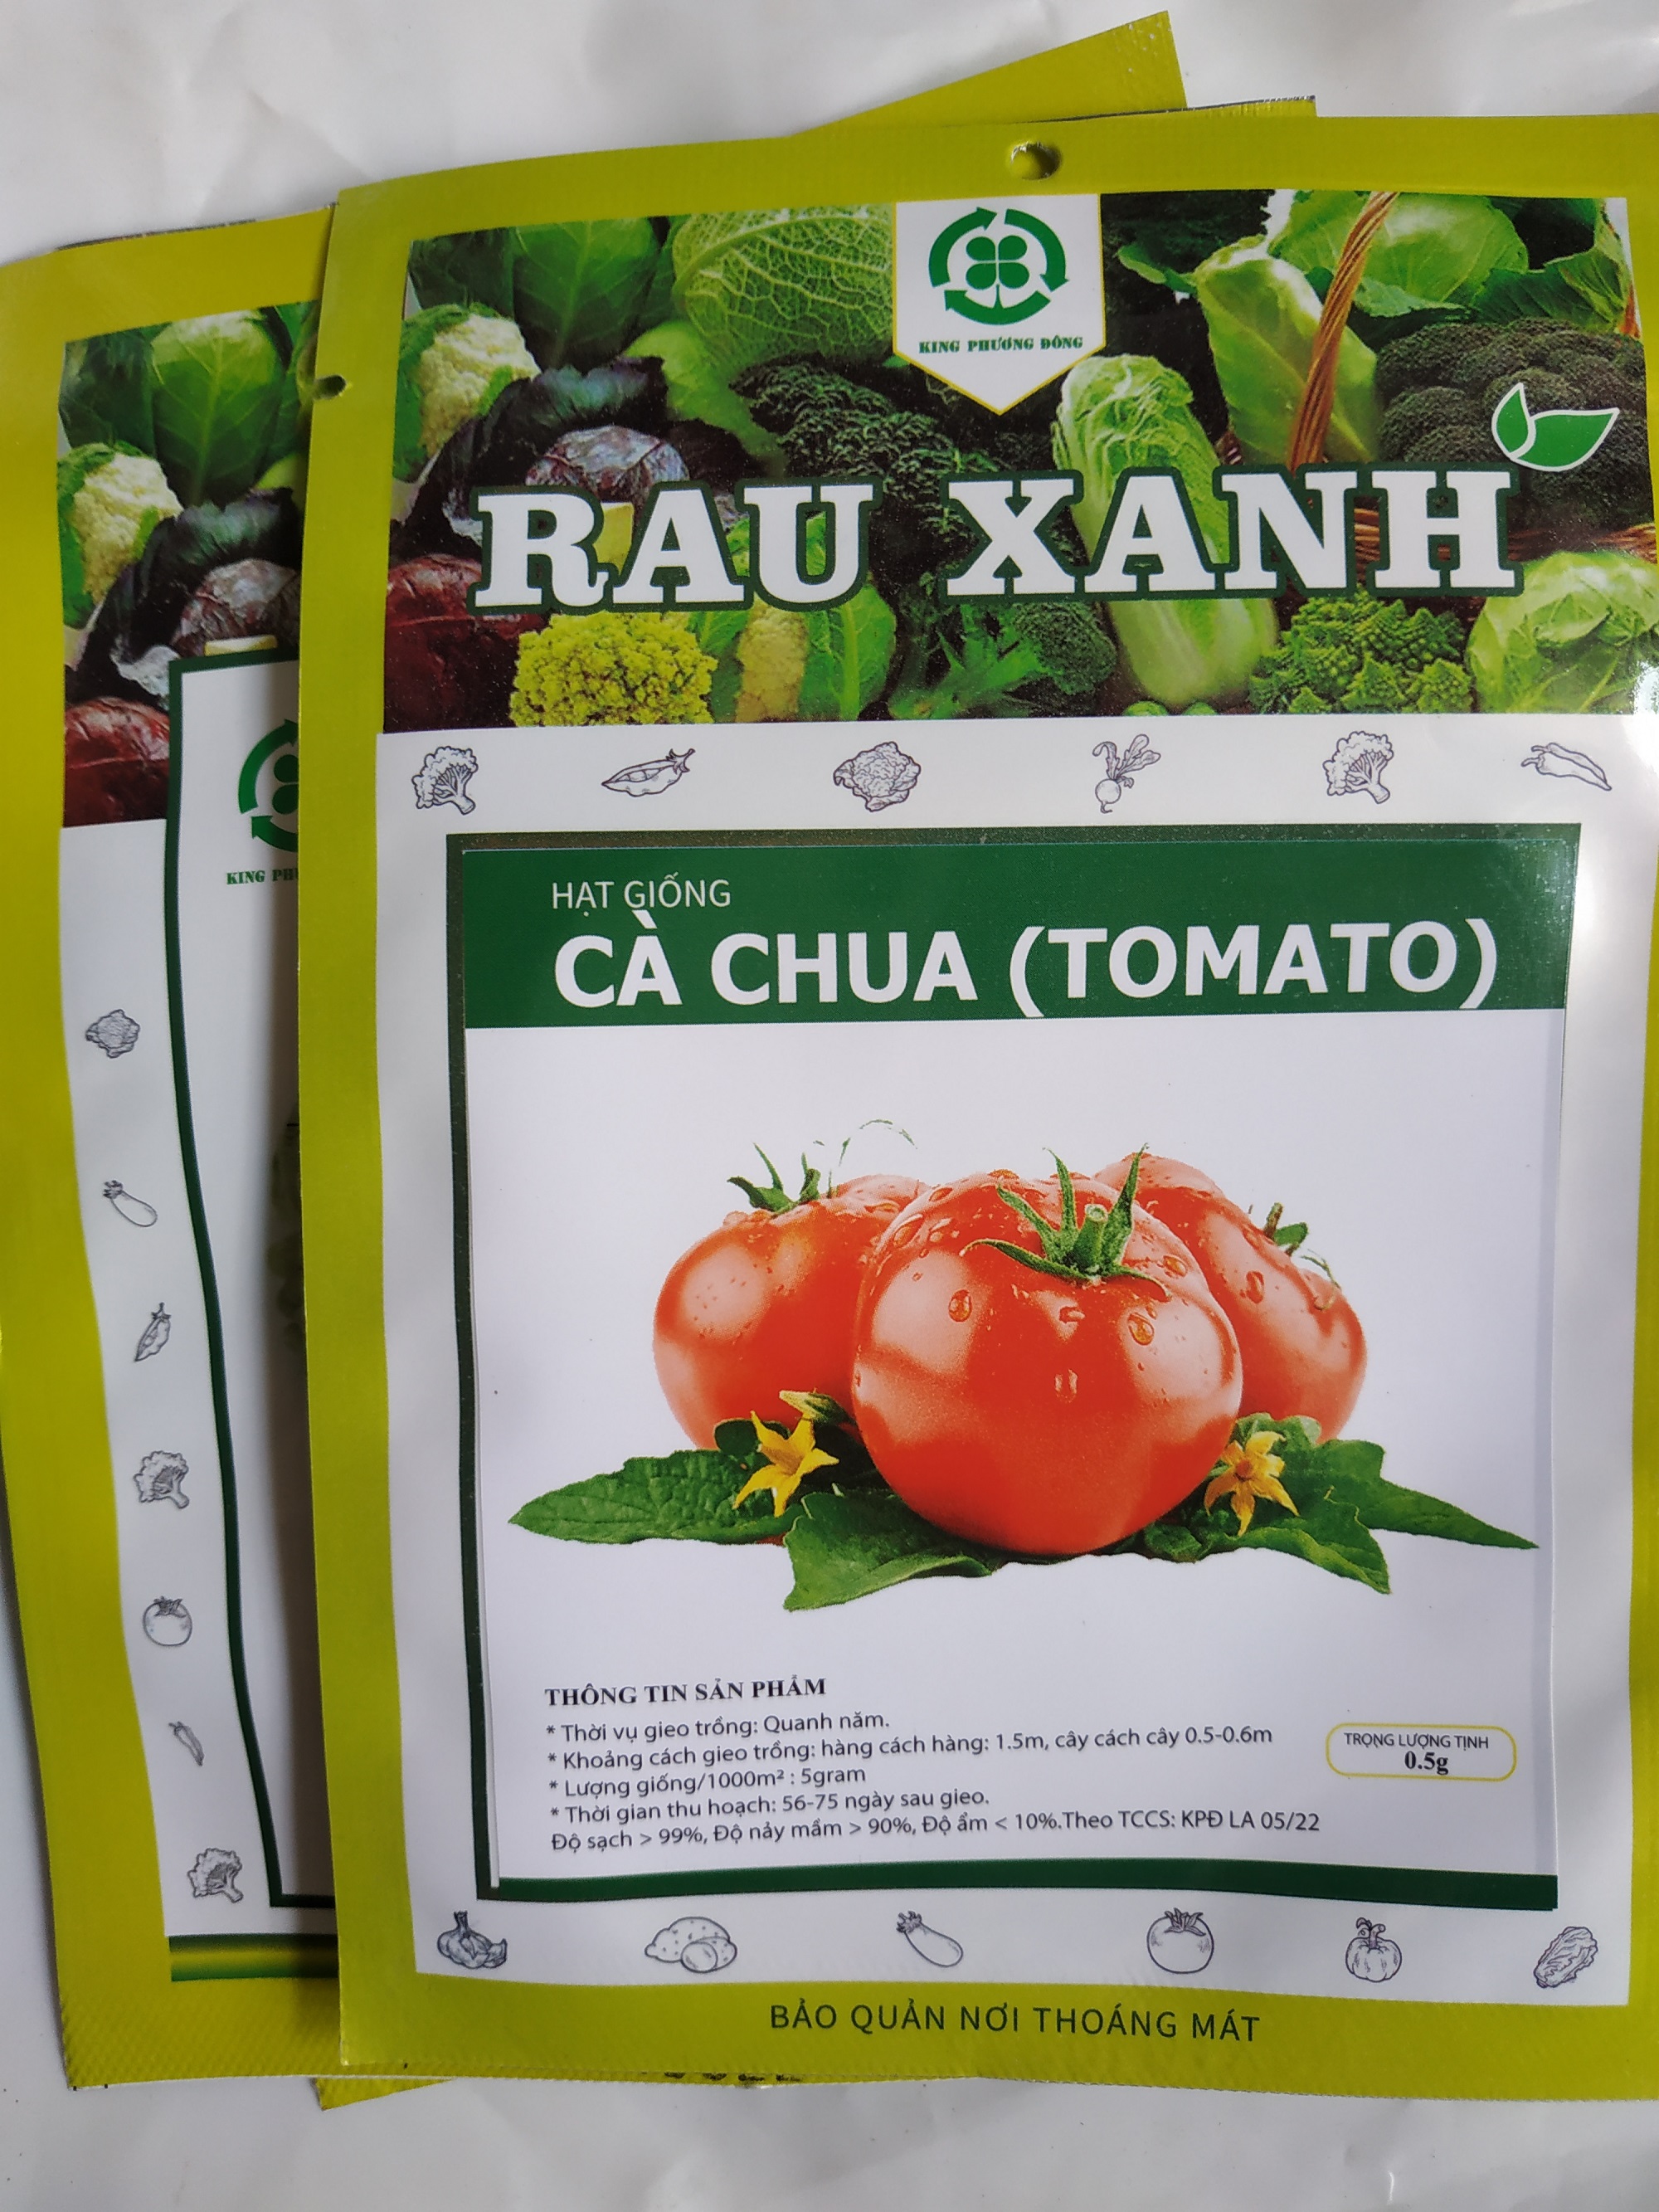 KING PHƯƠNG ĐÔNG
RAU XANH
KING
HẠT GIỐNG
CÀ CHUA (TOMATO)
THÔNG TIN SẢN PHẨM
* Thời vụ gieo trồng: Quanh năm.
* Khoảng cách gieo trồng: hàng cách hàng: 1.5m, cây cách cây 0.5-0.6m
* Lượng giống/1000m² : 5gram
* Thời gian thu hoạch: 56-75 ngày sau gieo.
Độ sạch > 99%, Độ nảy mầm > 90%, Độ ẩm < 10%.Theo TCCS: KPĐ LA 05/22
TRỌNG LƯỢNG TỊNH
0.5g
BẢO QUẢN NƠI THOÁNG MÁT